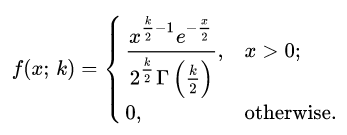 f(x; k) = { x^{k/2 − 1} e^{−x/2} / (2^{k/2} Γ(k/2)), x > 0;
0, otherwise.